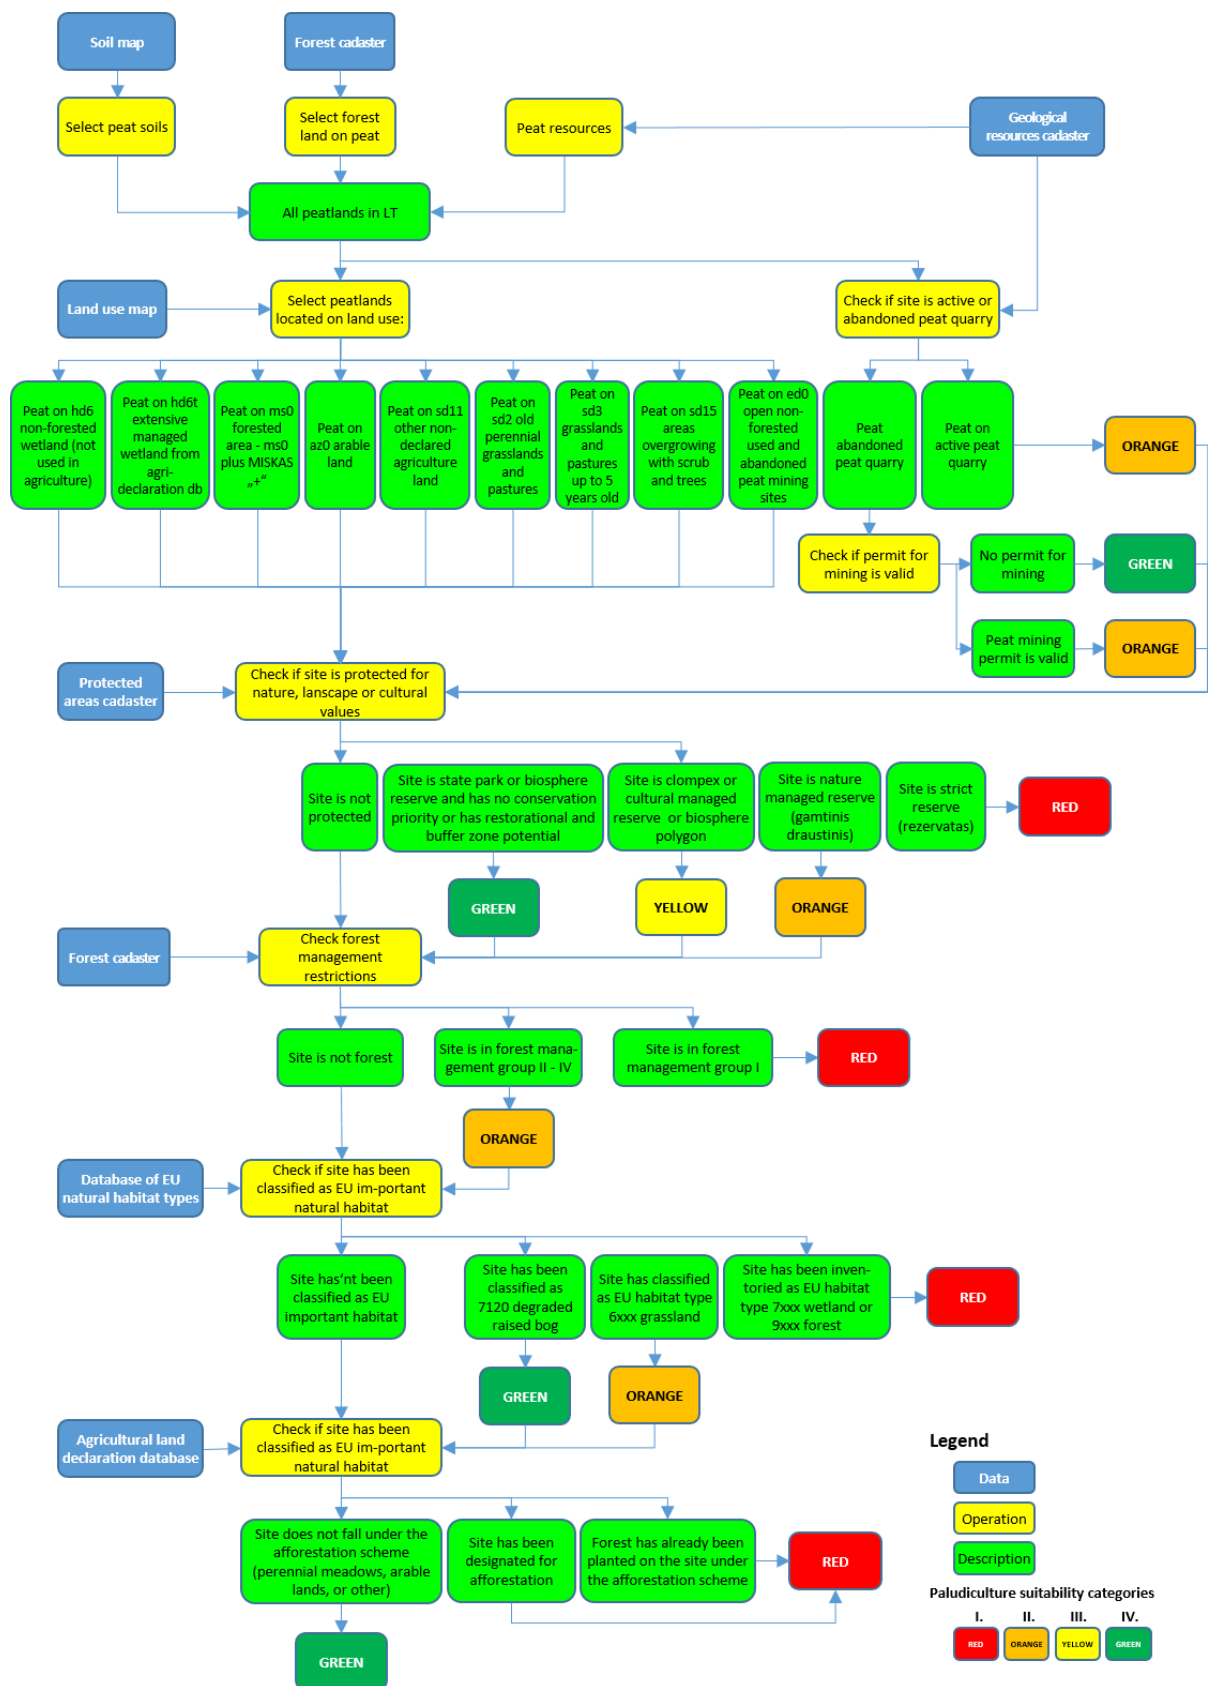 Soil map
Forest cadaster
Select peat soils
Select forest
land on peat
Peat resources
Geological
resources cadaster
All peatlands in LT
Land use map
Select peatlands
located on land use:
Check if site is active or
abandoned peat quarry
Peat on hd6
non-forested
wetland (not
used in
agriculture)
Peat on hd6t
extensive
managed
wetland from
agri-
declaration db
Peat on ms0
forested
area - ms0
plus MISKAS
„+“
Peat on
az0 arable
land
Peat on sd11
other non-
declared
agriculture
land
Peat on
sd2 old
perennial
grasslands
and
pastures
Peat on
sd3
grasslands
and
pastures
up to 5
years old
Peat on sd15
areas
overgrowing
with scrub
and trees
Peat on ed0
open non-
forested
used and
abandoned
peat mining
sites
Peat
abandoned
peat quarry
Peat on
active peat
quarry
ORANGE
Check if permit for
mining is valid
No permit for
mining
GREEN
Peat mining
permit is valid
ORANGE
Protected
areas cadaster
Check if site is protected for
nature, lanscape or cultural
values
Site is not
protected
Site is state park or biosphere
reserve and has no conservation
priority or has restorational and
buffer zone potential
Site is clompex or
cultural managed
reserve or biosphere
polygon
Site is nature
managed reserve
(gamtinis
draustinis)
Site is strict
reserve
(rezervatas)
RED
GREEN
YELLOW
ORANGE
Forest cadaster
Check forest
management
restrictions
Site is not forest
Site is in forest mana-
gement group II - IV
Site is in forest
management group I
RED
ORANGE
Database of EU
natural habitat types
Check if site has been
classified as EU im-portant
natural habitat
Site has’nt been
classified as EU
important habitat
Site has been
classified as
7120 degraded
raised bog
Site has classified
as EU habitat type
6xxx grassland
Site has been inven-
toried as EU habitat
type 7xxx wetland or
9xxx forest
RED
GREEN
ORANGE
Agricultural land
declaration database
Check if site has been
classified as EU im-portant
natural habitat
Site does not fall under the
afforestation scheme
(perennial meadows, arable
lands, or other)
Site has been
designated for
afforestation
Forest has already been
planted on the site under
the afforestation scheme
RED
GREEN
Legend
Data
Operation
Description
Paludiculture suitability categories
I. II. III. IV.
RED ORANGE YELLOW GREEN